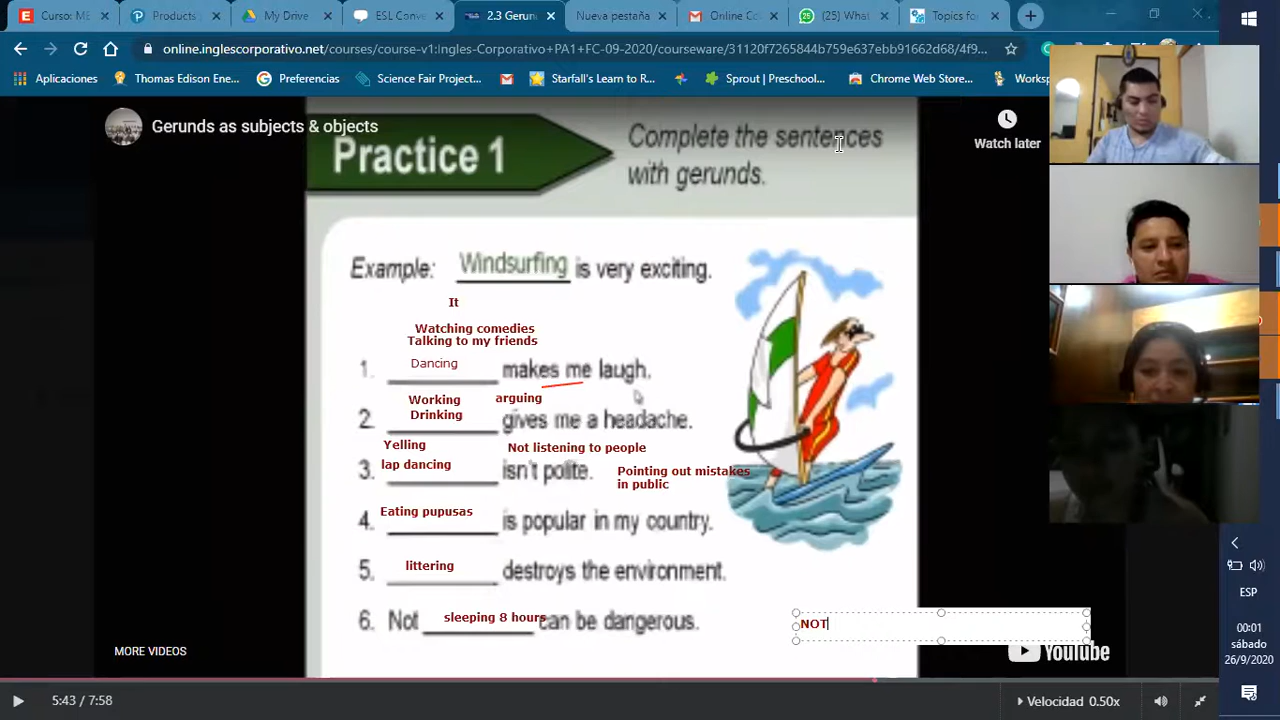 Curso: ME
Products
My Drive
ESL Conve
2.3 Gerun
Nueva pestaña
Online Co
(25) What
Topics fo
online.inglescorporativo.net/courses/course-v1:Ingles-Corporativo+PA1+FC-09-2020/courseware/31120f7265844b759e637ebb91662d68/4f9...
Aplicaciones
Thomas Edison Ene...
Preferencias
Science Fair Project...
Starfall's Learn to R...
Sprout | Preschool...
Chrome Web Store...
Worksp
Gerunds as subjects & objects
Watch later
Practice 1
Complete the sentences
with gerunds.
Example: Windsurfing is very exciting.
It
Watching comedies
Talking to my friends
1. Dancing makes me laugh.
Working arguing
Drinking
2. gives me a headache.
Yelling Not listening to people
3. lap dancing isn't polite. Pointing out mistakes
in public
4. Eating pupusas is popular in my country.
5. littering destroys the environment.
6. Not sleeping 8 hours can be dangerous.
NOT
MORE VIDEOS
YouTube
5:43 / 7:58
Velocidad 0.50x
ESP
00:01
sábado
26/9/2020